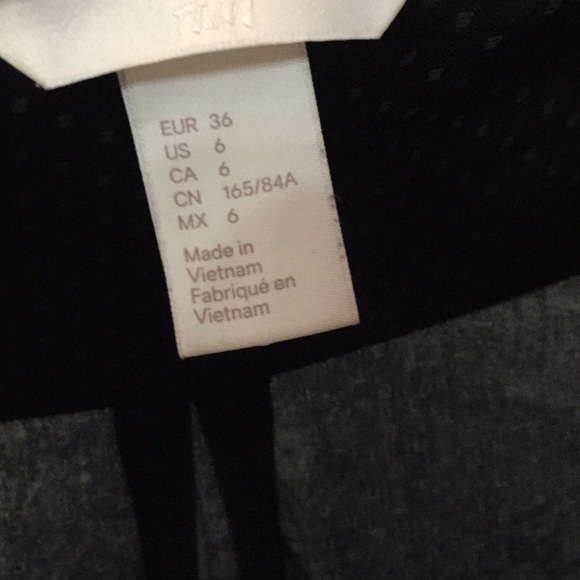 H&M
EUR 36
US 6
CA 6
CN 165/84A
MX 6
Made in
Vietnam
Fabriqué en
Vietnam